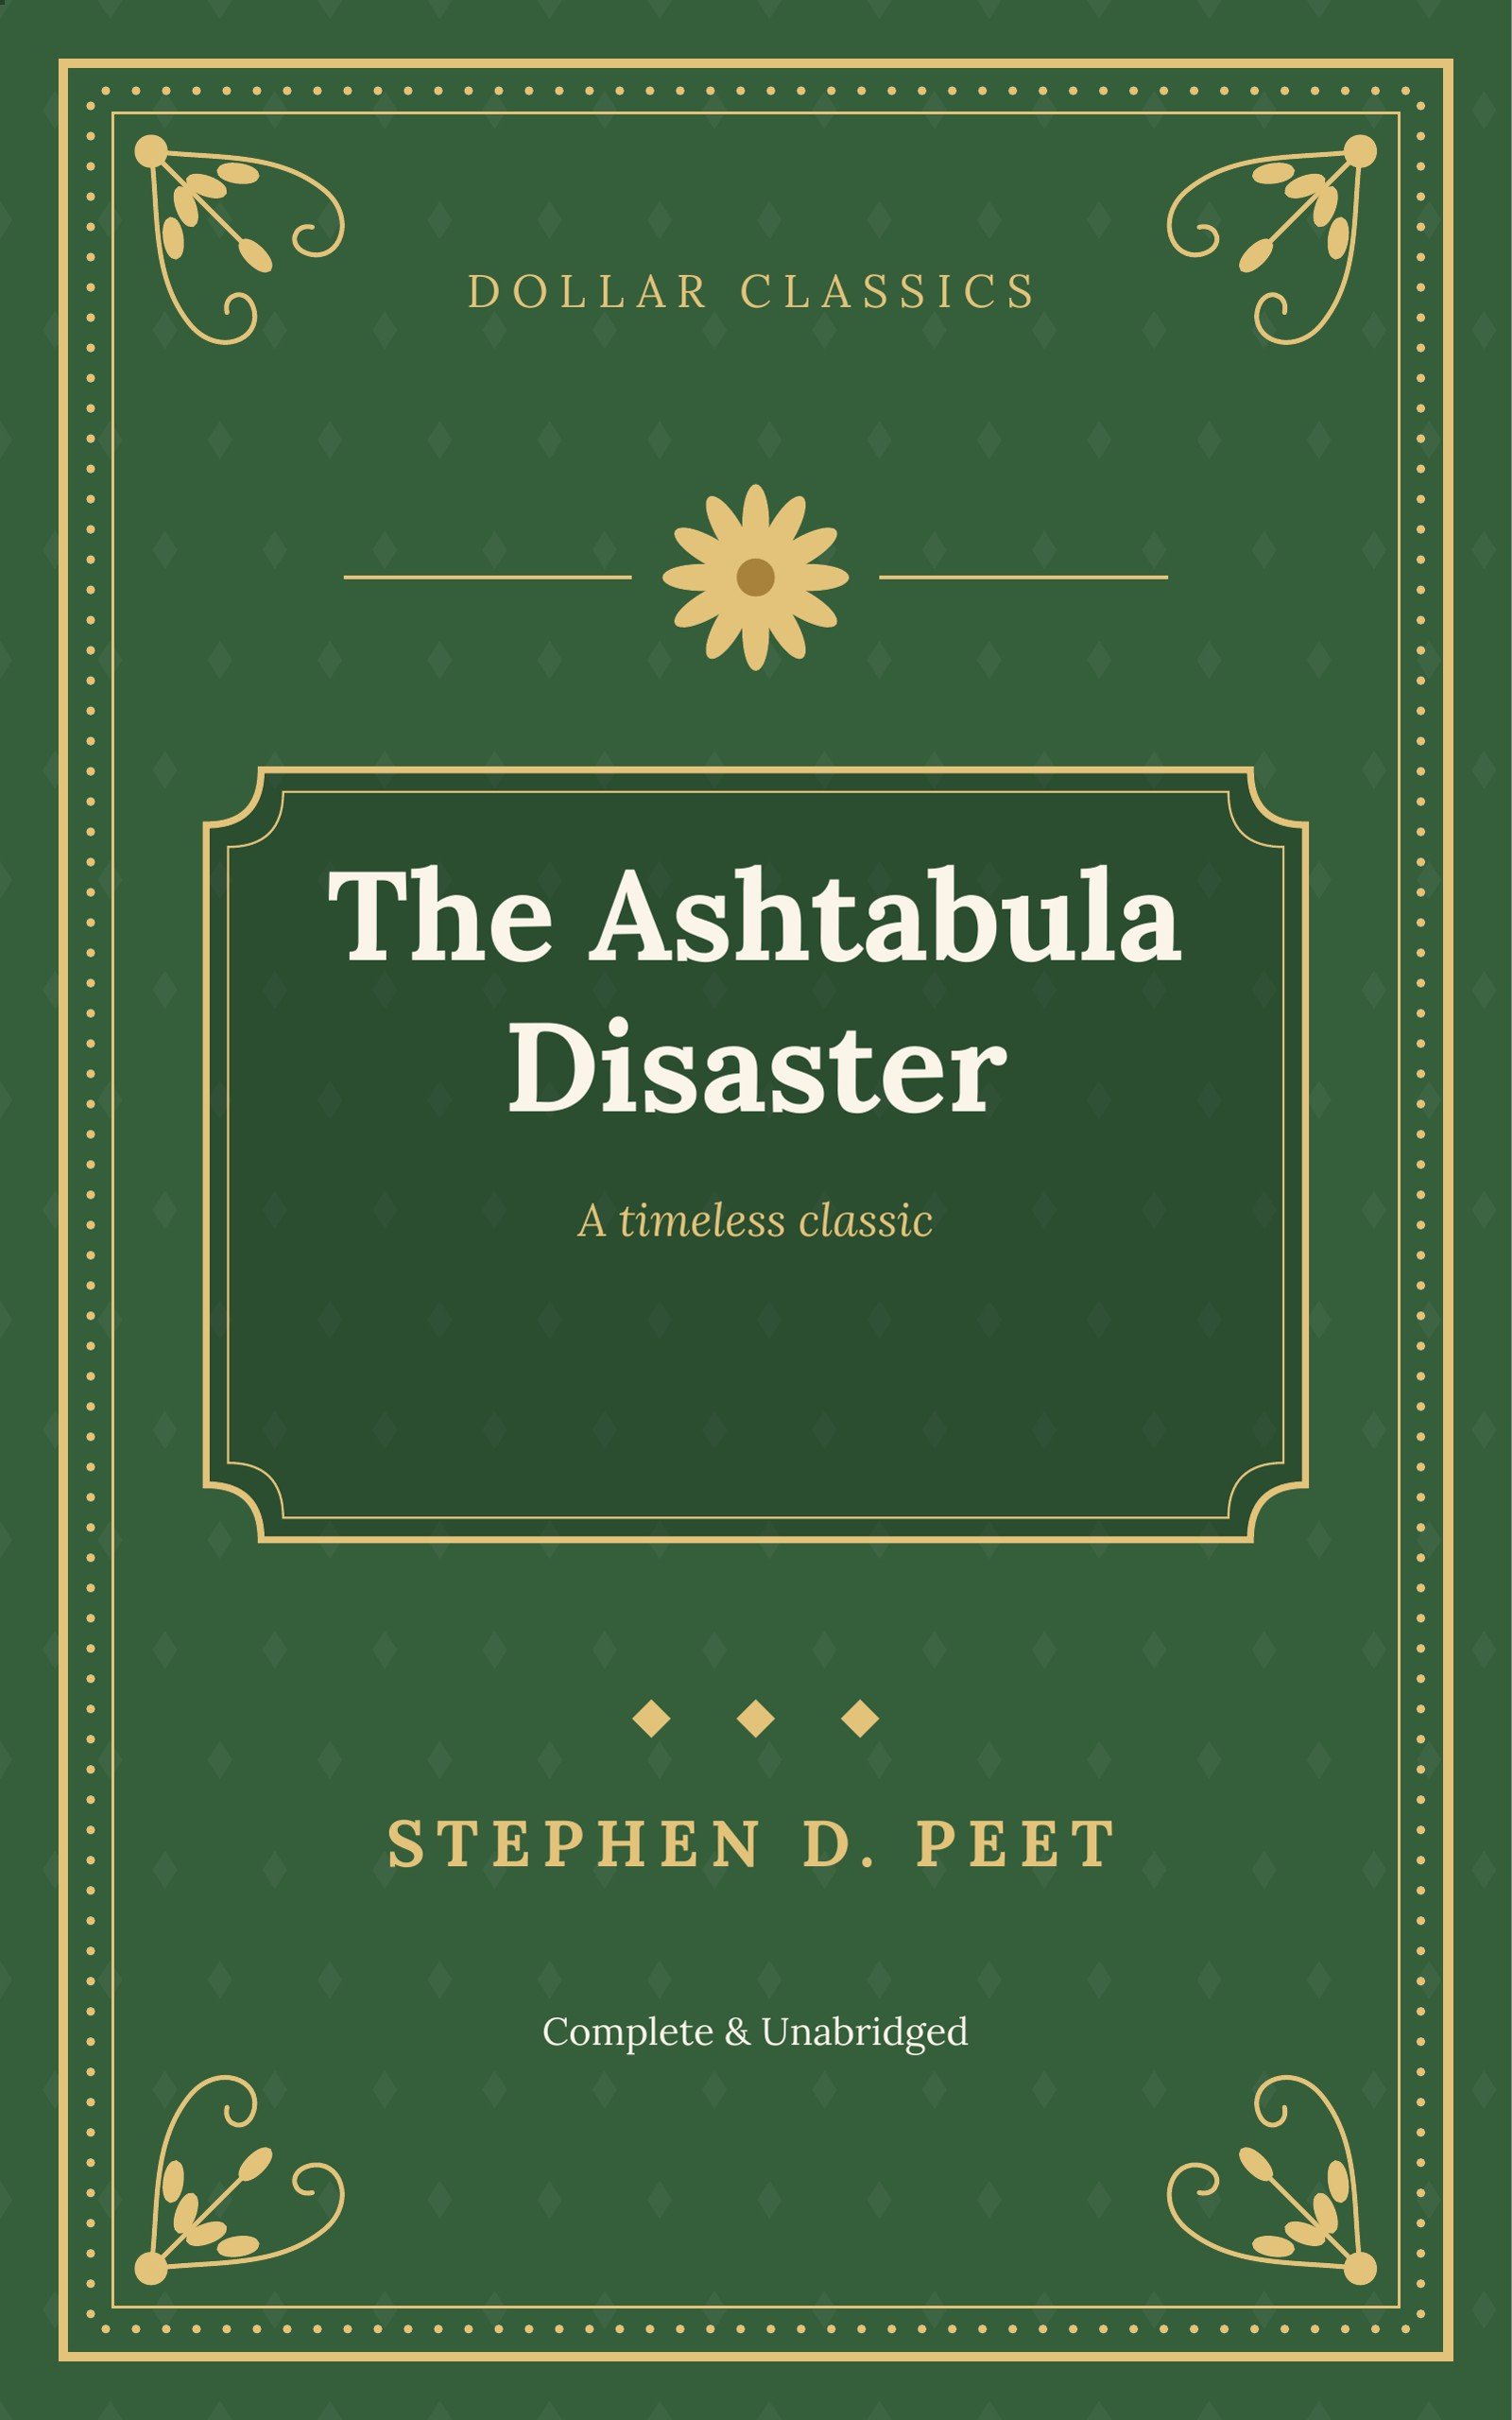 DOLLAR CLASSICS
The Ashtabula
Disaster
A timeless classic
STEPHEN D. PEET
Complete & Unabridged